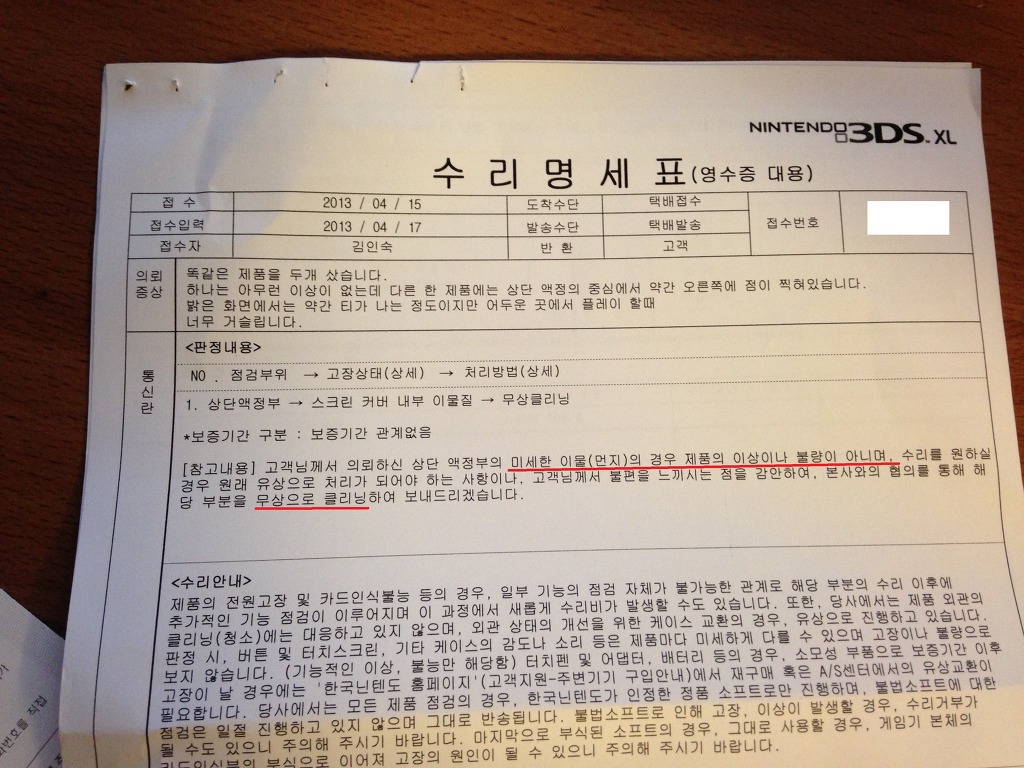 NINTENDO 3DS XL
수 리 명 세 표 (영수증 대용)
접 수 2013 / 04 / 15 도착수단 택배접수 접수번호
접수입력 2013 / 04 / 17 발송수단 택배발송
접수자 김인숙 반 환 고객
의뢰 증상
똑같은 제품을 두개 샀습니다.
하나는 아무런 이상이 없는데 다른 한 제품에는 상단 액정의 중심에서 약간 오른쪽에 점이 찍혀있습니다.
밝은 화면에서는 약간 티가 나는 정도이지만 어두운 곳에서 플레이 할때
너무 거슬립니다.
통신란
<판정내용>
NO . 점검부위 → 고장상태(상세) → 처리방법(상세)
1. 상단액정부 → 스크린 커버 내부 이물질 → 무상클리닝
*보증기간 구분 : 보증기간 관계없음
[참고내용] 고객님께서 의뢰하신 상단 액정부의 미세한 이물(먼지)의 경우 제품의 이상이나 불량이 아니며, 수리를 원하실
경우 원래 유상으로 처리가 되어야 하는 사항이나, 고객님께서 불편을 느끼시는 점을 감안하여, 본사와의 협의를 통해 해
당 부분을 무상으로 클리닝하여 보내드리겠습니다.
<수리안내>
제품의 전원고장 및 카드인식불능 등의 경우, 일부 기능의 점검 자체가 불가능한 관계로 해당 부분의 수리 이후에
추가적인 기능 점검이 이루어지며 이 과정에서 새롭게 수리비가 발생할 수도 있습니다. 또한, 당사에서는 제품 외관의
클리닝(청소)에는 대응하고 있지 않으며, 외관 상태의 개선을 위한 케이스 교환의 경우, 유상으로 진행하고 있습니다.
판정 시, 버튼 및 터치스크린, 기타 케이스의 감도나 소리 등은 제품마다 미세하게 다를 수 있으며 고장이나 불량으로
보지 않습니다. (기능적인 이상, 불능만 해당함) 터치펜 및 어댑터, 배터리 등의 경우, 소모성 부품으로 보증기간 이후
고장이 날 경우에는 '한국닌텐도 홈페이지'(고객지원-주변기기 구입안내)에서 재구매 혹은 A/S센터에서의 유상교환이
필요합니다. 당사에서는 모든 제품 점검의 경우, 한국닌텐도가 인정한 정품 소프트로만 진행하며, 불법소프트에 대한
점검은 일절 진행하고 있지 않으며 그대로 반송됩니다. 불법소프트로 인해 고장, 이상이 발생할 경우, 수리거부가
될 수도 있으니 주의해 주시기 바랍니다. 마지막으로 부식된 소프트의 경우, 그대로 사용할 경우, 게임기 본체의
카드인식부의 부식으로 이어져 고장의 원인이 될 수 있으니 주의해 주시기 바랍니다.